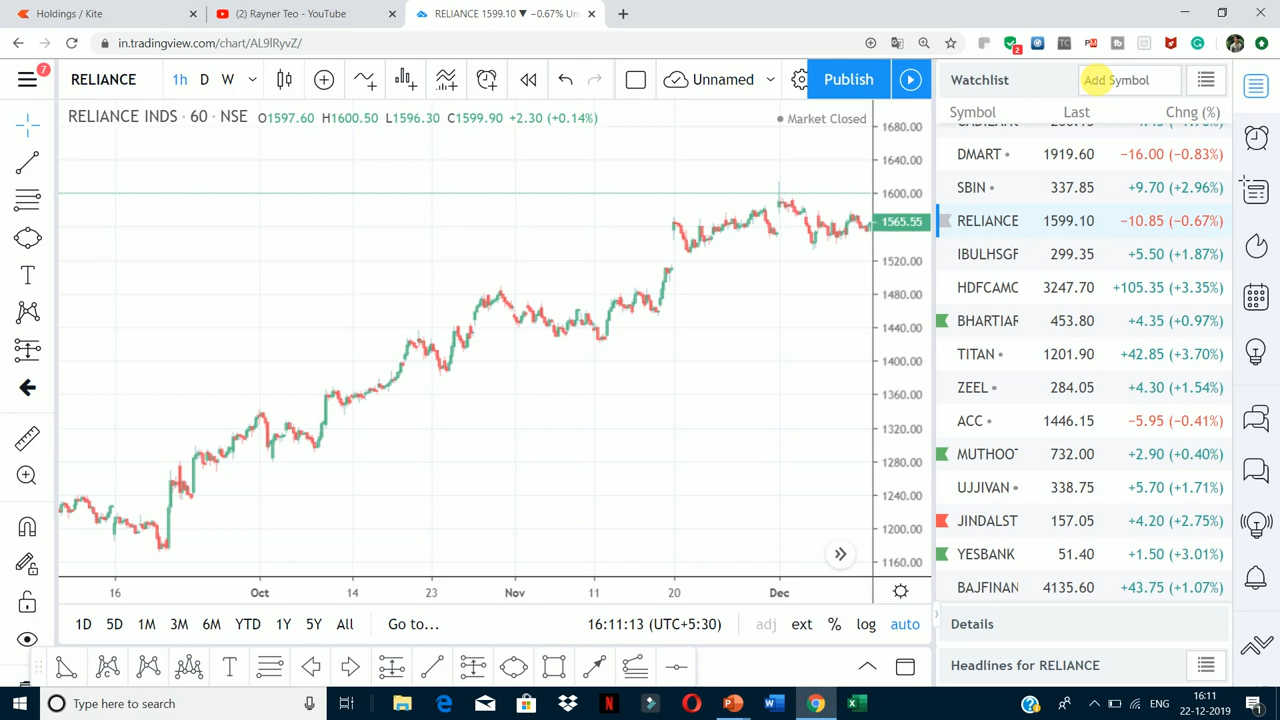 Holdings / Kite
(2) Rayner Teo - YouTube
RELIANCE 1599.10 ▼ −0.67% Un
in.tradingview.com/chart/AL9lRyvZ/
2
7
RELIANCE 1h D W Unnamed Publish
Watchlist Add Symbol
RELIANCE INDS · 60 · NSE O1597.60 H1600.50 L1596.30 C1599.90 +2.30 (+0.14%)
Market Closed
Symbol Last Chng (%)
DMART 1919.60 −16.00 (−0.83%)
SBIN 337.85 +9.70 (+2.96%)
RELIANCE 1599.10 −10.85 (−0.67%)
IBULHSGF 299.35 +5.50 (+1.87%)
HDFCAMC 3247.70 +105.35 (+3.35%)
BHARTIAR 453.80 +4.35 (+0.97%)
TITAN 1201.90 +42.85 (+3.70%)
ZEEL 284.05 +4.30 (+1.54%)
ACC 1446.15 −5.95 (−0.41%)
MUTHOOT 732.00 +2.90 (+0.40%)
UJJIVAN 338.75 +5.70 (+1.71%)
JINDALST 157.05 +4.20 (+2.75%)
YESBANK 51.40 +1.50 (+3.01%)
BAJFINAN 4135.60 +43.75 (+1.07%)
1680.00
1640.00
1600.00
1565.55
1520.00
1480.00
1440.00
1400.00
1360.00
1320.00
1280.00
1240.00
1200.00
1160.00
16 Oct 14 23 Nov 11 20 Dec
1D 5D 1M 3M 6M YTD 1Y 5Y All Go to... 16:11:13 (UTC+5:30) adj ext % log auto
Details
Headlines for RELIANCE
Type here to search
ENG
16:11
22-12-2019
1